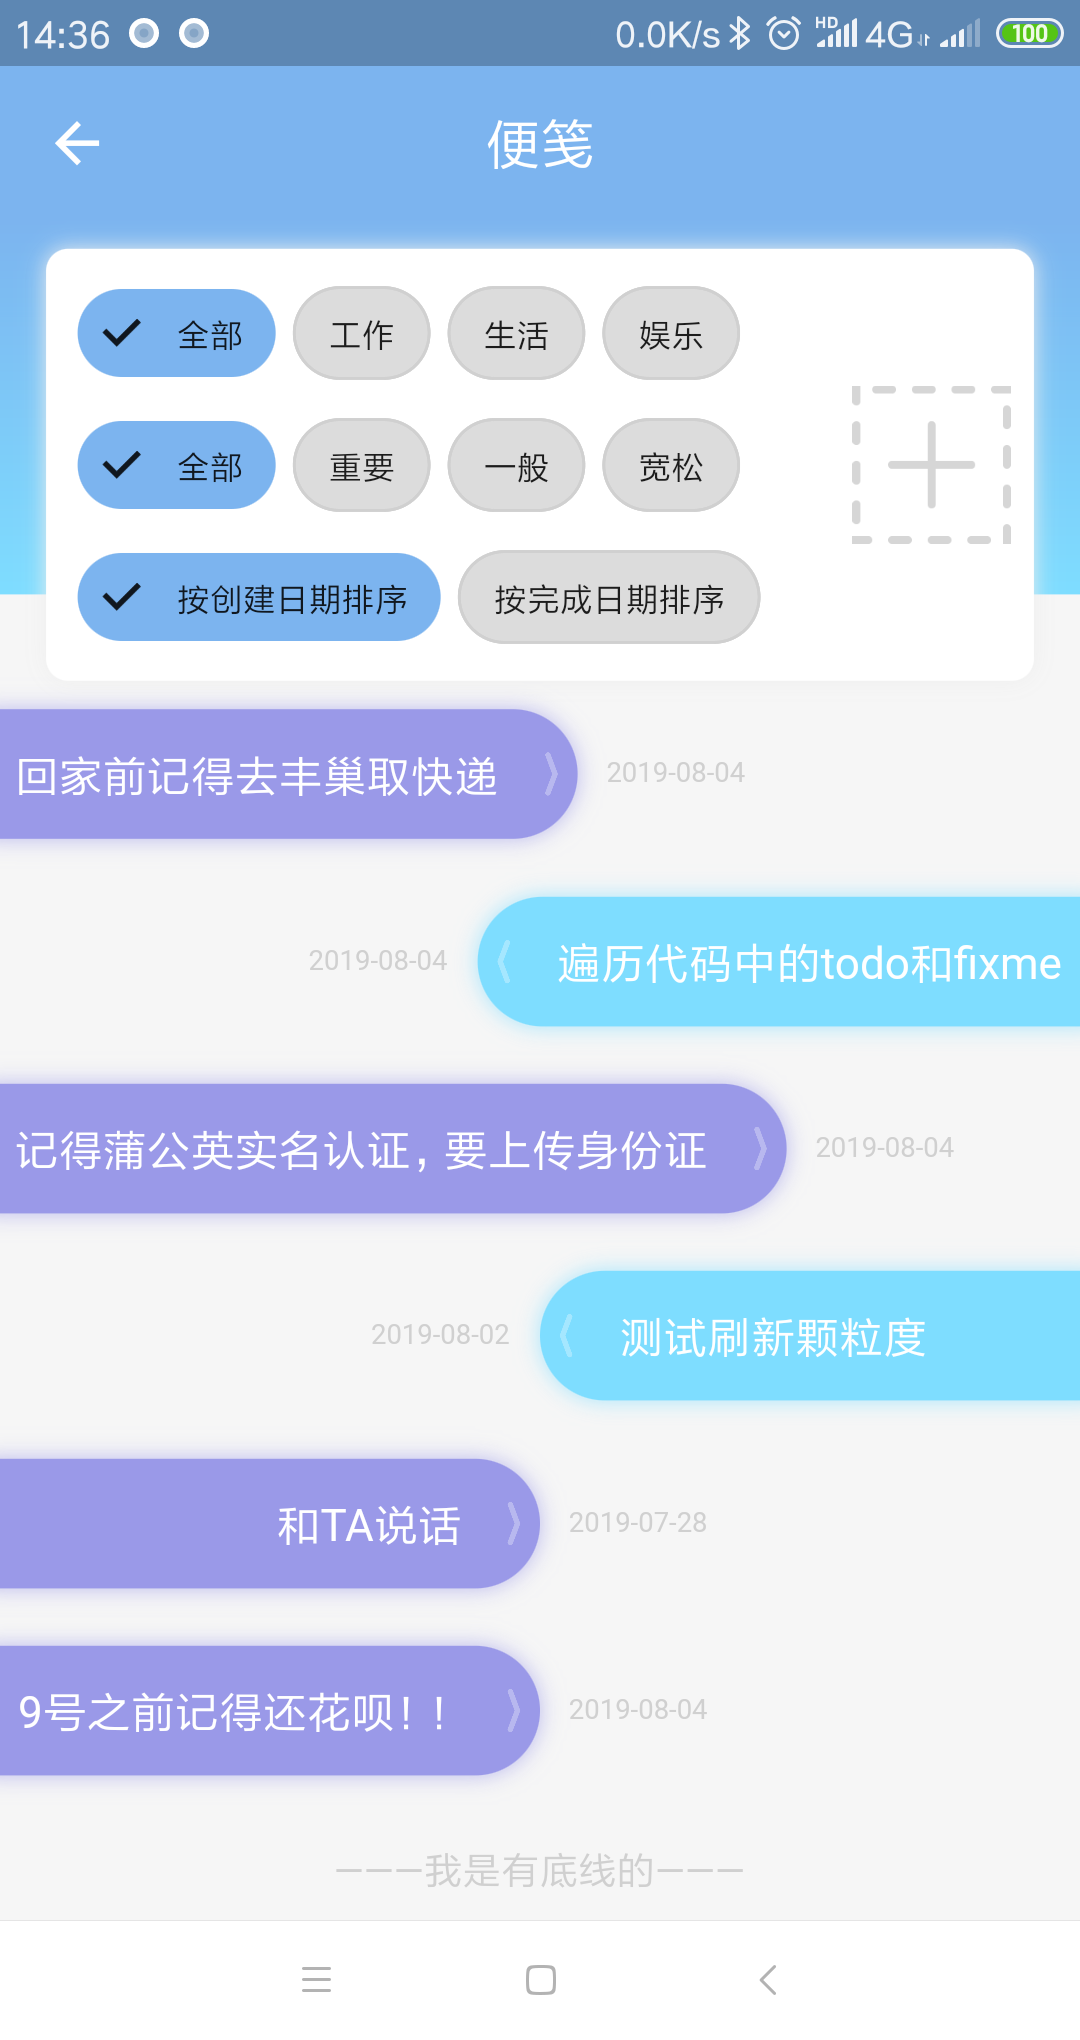 14:36 0.0K/s HD 4G 100
便笺
全部 工作 生活 娱乐
全部 重要 一般 宽松
按创建日期排序 按完成日期排序
回家前记得去丰巢取快递 2019-08-04
2019-08-04 遍历代码中的todo和fixme
记得蒲公英实名认证，要上传身份证 2019-08-04
2019-08-02 测试刷新颗粒度
和TA说话 2019-07-28
9号之前记得还花呗！！ 2019-08-04
———我是有底线的———